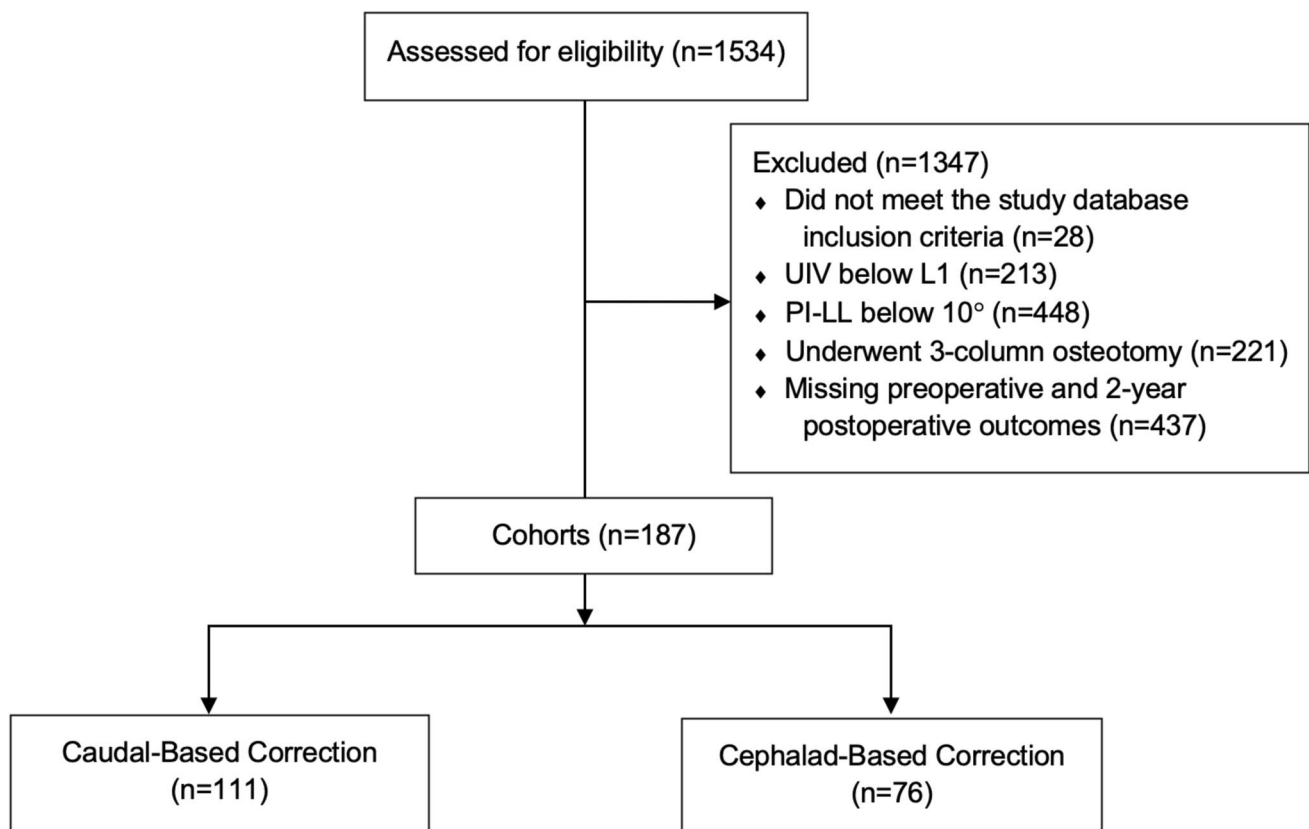 Assessed for eligibility (n=1534)
Excluded (n=1347)
♦ Did not meet the study database
inclusion criteria (n=28)
♦ UIV below L1 (n=213)
♦ PI-LL below 10° (n=448)
♦ Underwent 3-column osteotomy (n=221)
♦ Missing preoperative and 2-year
postoperative outcomes (n=437)
Cohorts (n=187)
Caudal-Based Correction
(n=111)
Cephalad-Based Correction
(n=76)